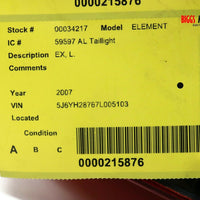 0000215876
BIGG'S
Stock # 00034217 Model ELEMENT
IC # 59597 AL Taillight
Description EX, L.
Comments
Year 2007
VIN 5J6YH28767L005103
Located
Condition
A B C
0000215876